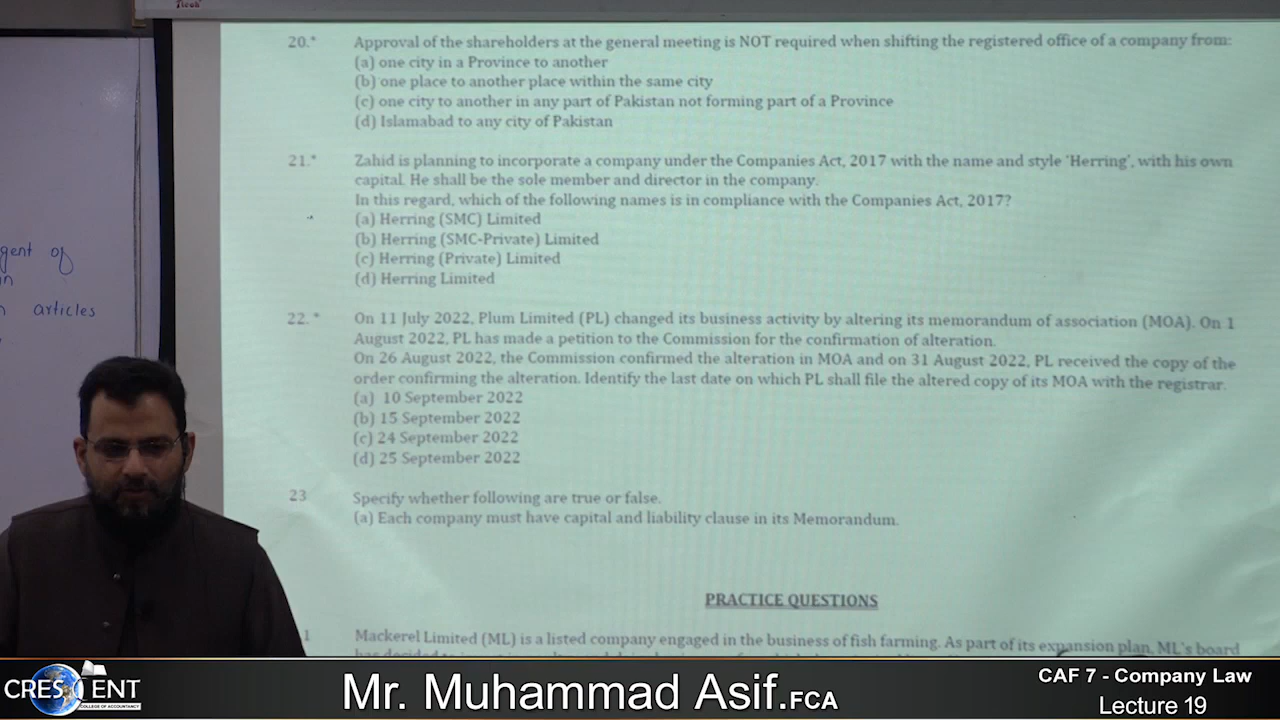 20.* Approval of the shareholders at the general meeting is NOT required when shifting the registered office of a company from:
(a) one city in a Province to another
(b) one place to another place within the same city
(c) one city to another in any part of Pakistan not forming part of a Province
(d) Islamabad to any city of Pakistan
21.* Zahid is planning to incorporate a company under the Companies Act, 2017 with the name and style 'Herring', with his own
capital. He shall be the sole member and director in the company.
In this regard, which of the following names is in compliance with the Companies Act, 2017?
(a) Herring (SMC) Limited
(b) Herring (SMC-Private) Limited
(c) Herring (Private) Limited
(d) Herring Limited
22.* On 11 July 2022, Plum Limited (PL) changed its business activity by altering its memorandum of association (MOA). On 1
August 2022, PL has made a petition to the Commission for the confirmation of alteration.
On 26 August 2022, the Commission confirmed the alteration in MOA and on 31 August 2022, PL received the copy of the
order confirming the alteration. Identify the last date on which PL shall file the altered copy of its MOA with the registrar.
(a) 10 September 2022
(b) 15 September 2022
(c) 24 September 2022
(d) 25 September 2022
23 Specify whether following are true or false.
(a) Each company must have capital and liability clause in its Memorandum.
PRACTICE QUESTIONS
1 Mackerel Limited (ML) is a listed company engaged in the business of fish farming. As part of its expansion plan, ML's board
of
articles
CRESCENT
COLLEGE OF ACCOUNTANCY
Mr. Muhammad Asif.FCA
CAF 7 - Company Law
Lecture 19